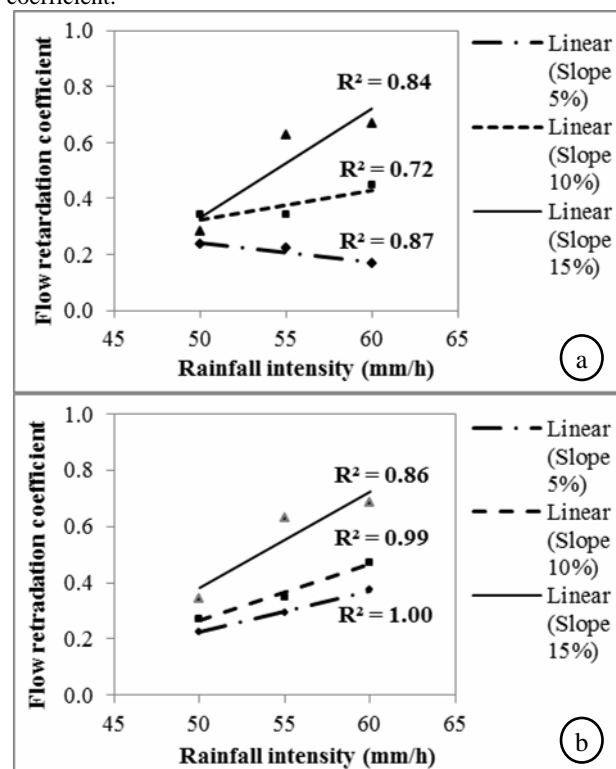 coefficient.
Flow retardation coefficient
1.0
0.8
0.6
0.4
0.2
0.0
R² = 0.84
R² = 0.72
R² = 0.87
45 50 55 60 65
Rainfall intensity (mm/h)
Linear
(Slope
5%)
Linear
(Slope
10%)
Linear
(Slope
15%)
a
Flow retradation coefficient
1.0
0.8
0.6
0.4
0.2
0.0
R² = 0.86
R² = 0.99
R² = 1.00
45 50 55 60 65
Rainfall intensity (mm/h)
Linear
(Slope
5%)
Linear
(Slope
10%)
Linear
(Slope
15%)
b